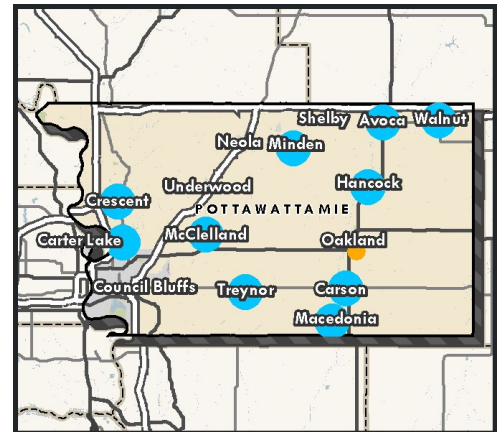 Shelby
Avoca
Walnut
Neola
Minden
Underwood
Hancock
Crescent
POTTAWATTAMIE
Carter Lake
McClelland
Oakland
Council Bluffs
Treynor
Carson
Macedonia